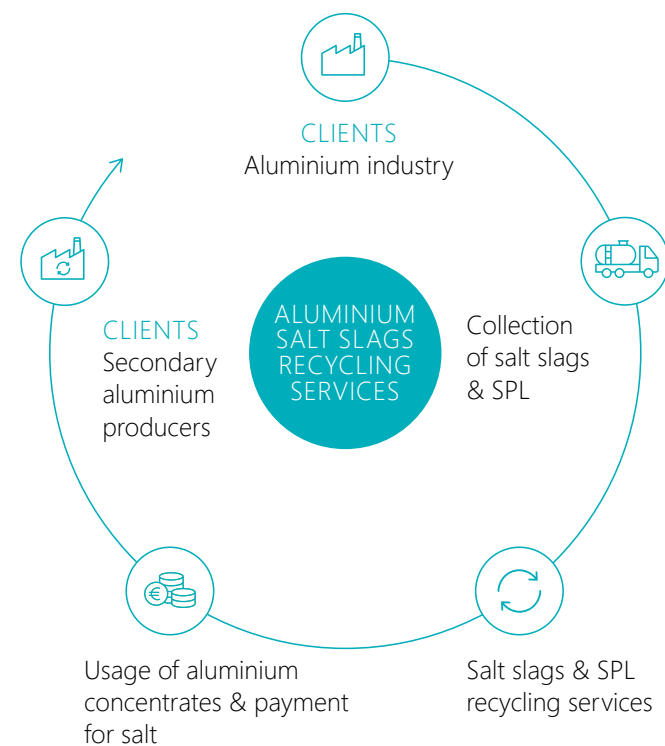 CLIENTS
Aluminium industry
Collection
of salt slags
& SPL
Salt slags & SPL
recycling services
Usage of aluminium
concentrates & payment
for salt
€
CLIENTS
Secondary
aluminium
producers
ALUMINIUM
SALT SLAGS
RECYCLING
SERVICES